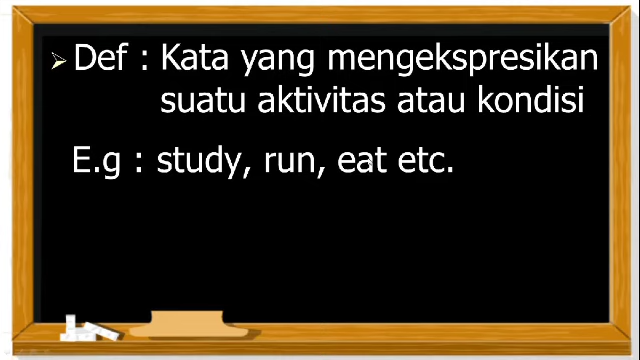 Def : Kata yang mengekspresikan
suatu aktivitas atau kondisi
E.g : study, run, eat etc.